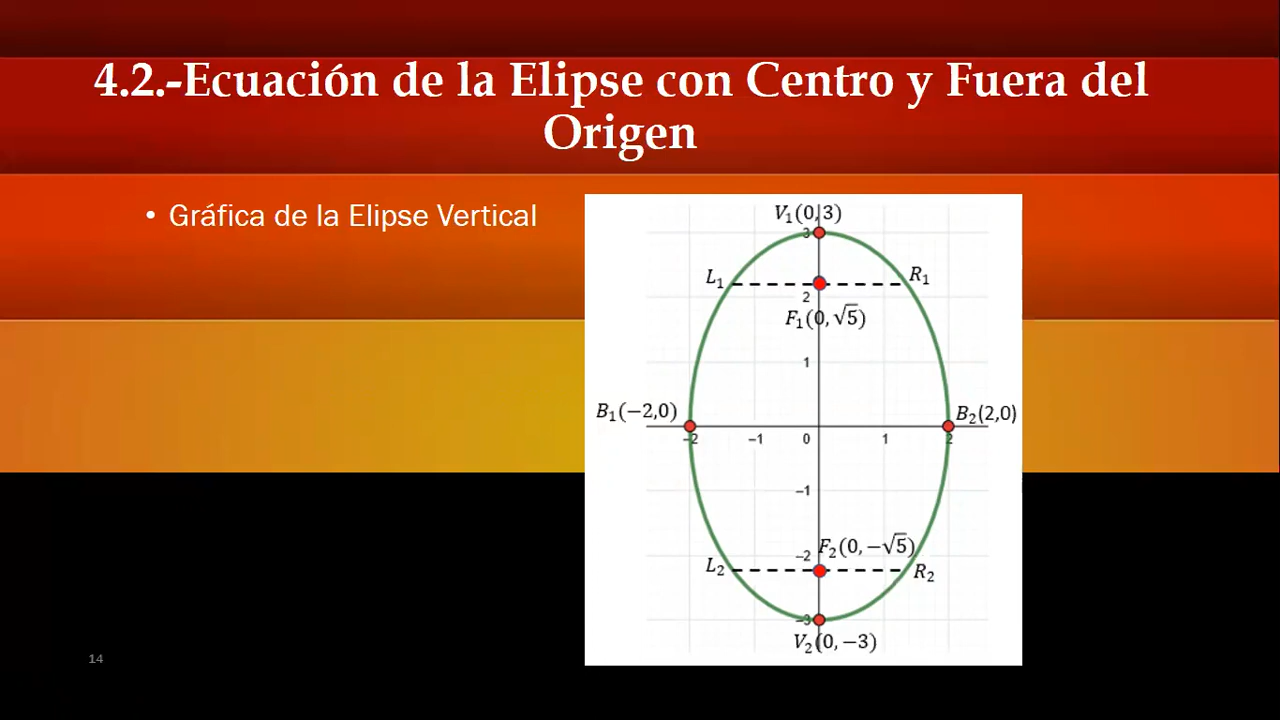 4.2.-Ecuación de la Elipse con Centro y Fuera del
Origen
• Gráfica de la Elipse Vertical
V₁(0,3)
3
L₁
R₁
2
F₁(0,√5)
1
B₁(−2,0)
B₂(2,0)
−2 −1 0 1 2
−1
−2
F₂(0,−√5)
L₂
R₂
−3
V₂(0,−3)
14